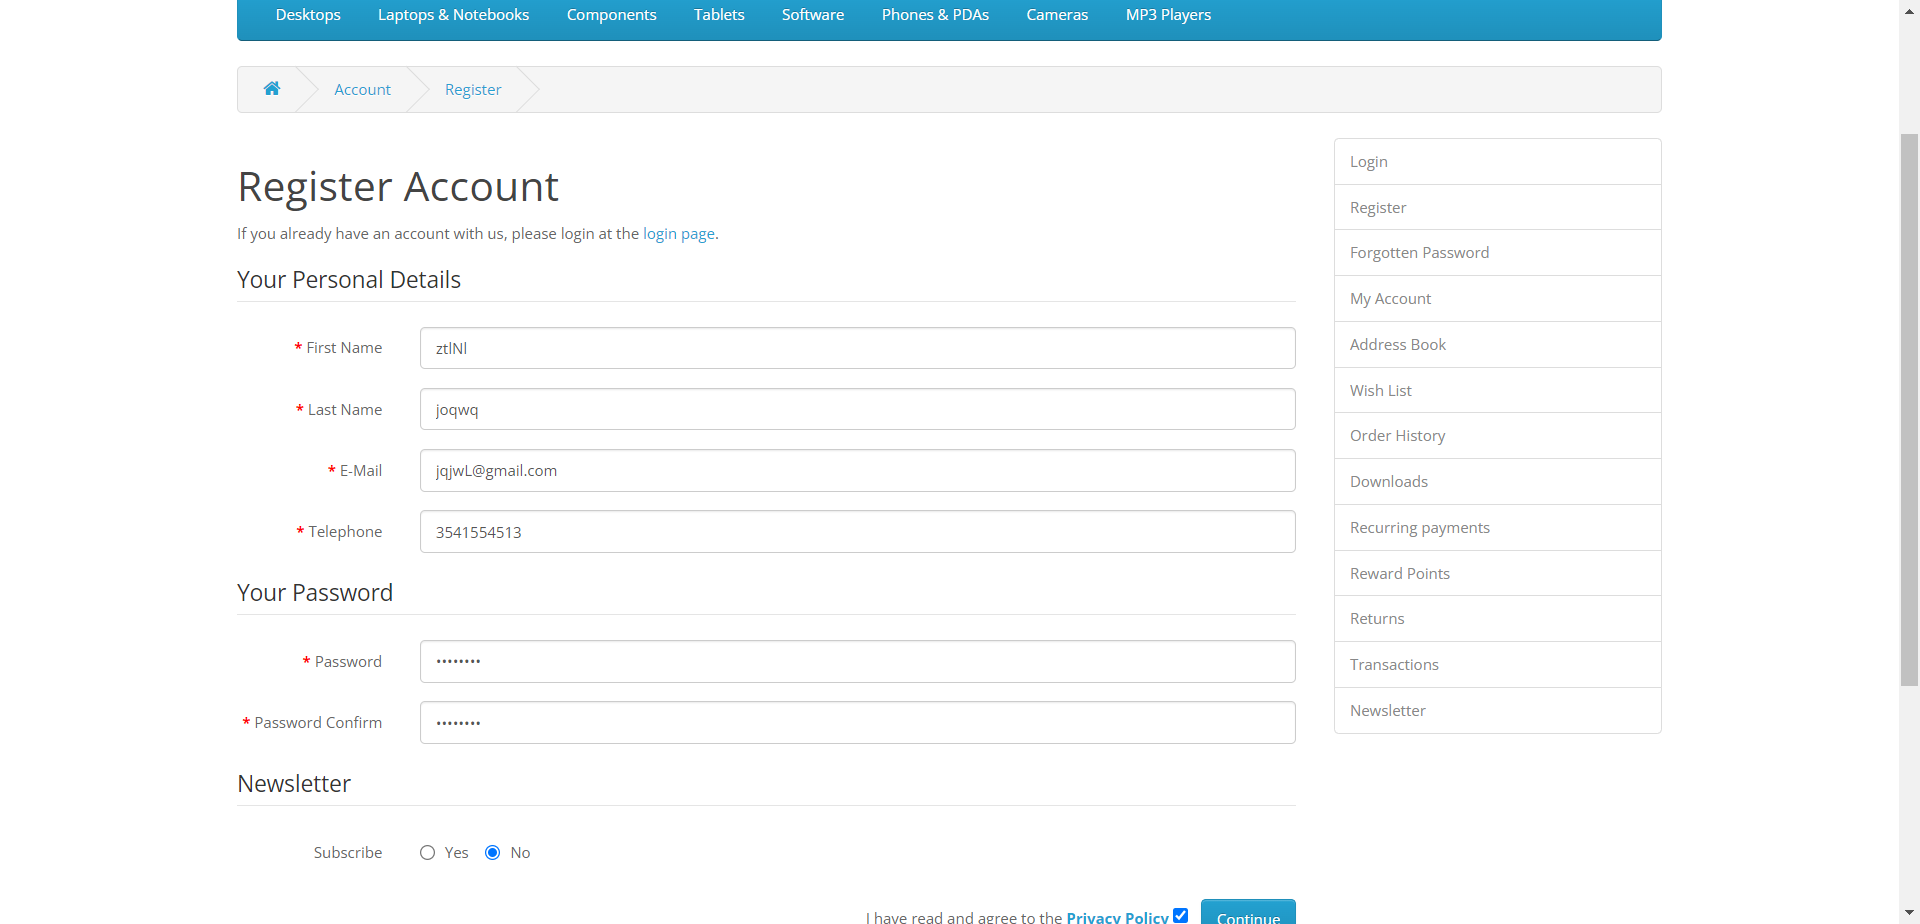 Desktops Laptops & Notebooks Components Tablets Software Phones & PDAs Cameras MP3 Players
Account Register
Register Account
If you already have an account with us, please login at the login page.
Your Personal Details
* First Name ztlNl
* Last Name joqwq
* E-Mail jqjwL@gmail.com
* Telephone 3541554513
Your Password
* Password ••••••••
* Password Confirm ••••••••
Newsletter
Subscribe Yes No
I have read and agree to the Privacy Policy Continue
Login
Register
Forgotten Password
My Account
Address Book
Wish List
Order History
Downloads
Recurring payments
Reward Points
Returns
Transactions
Newsletter